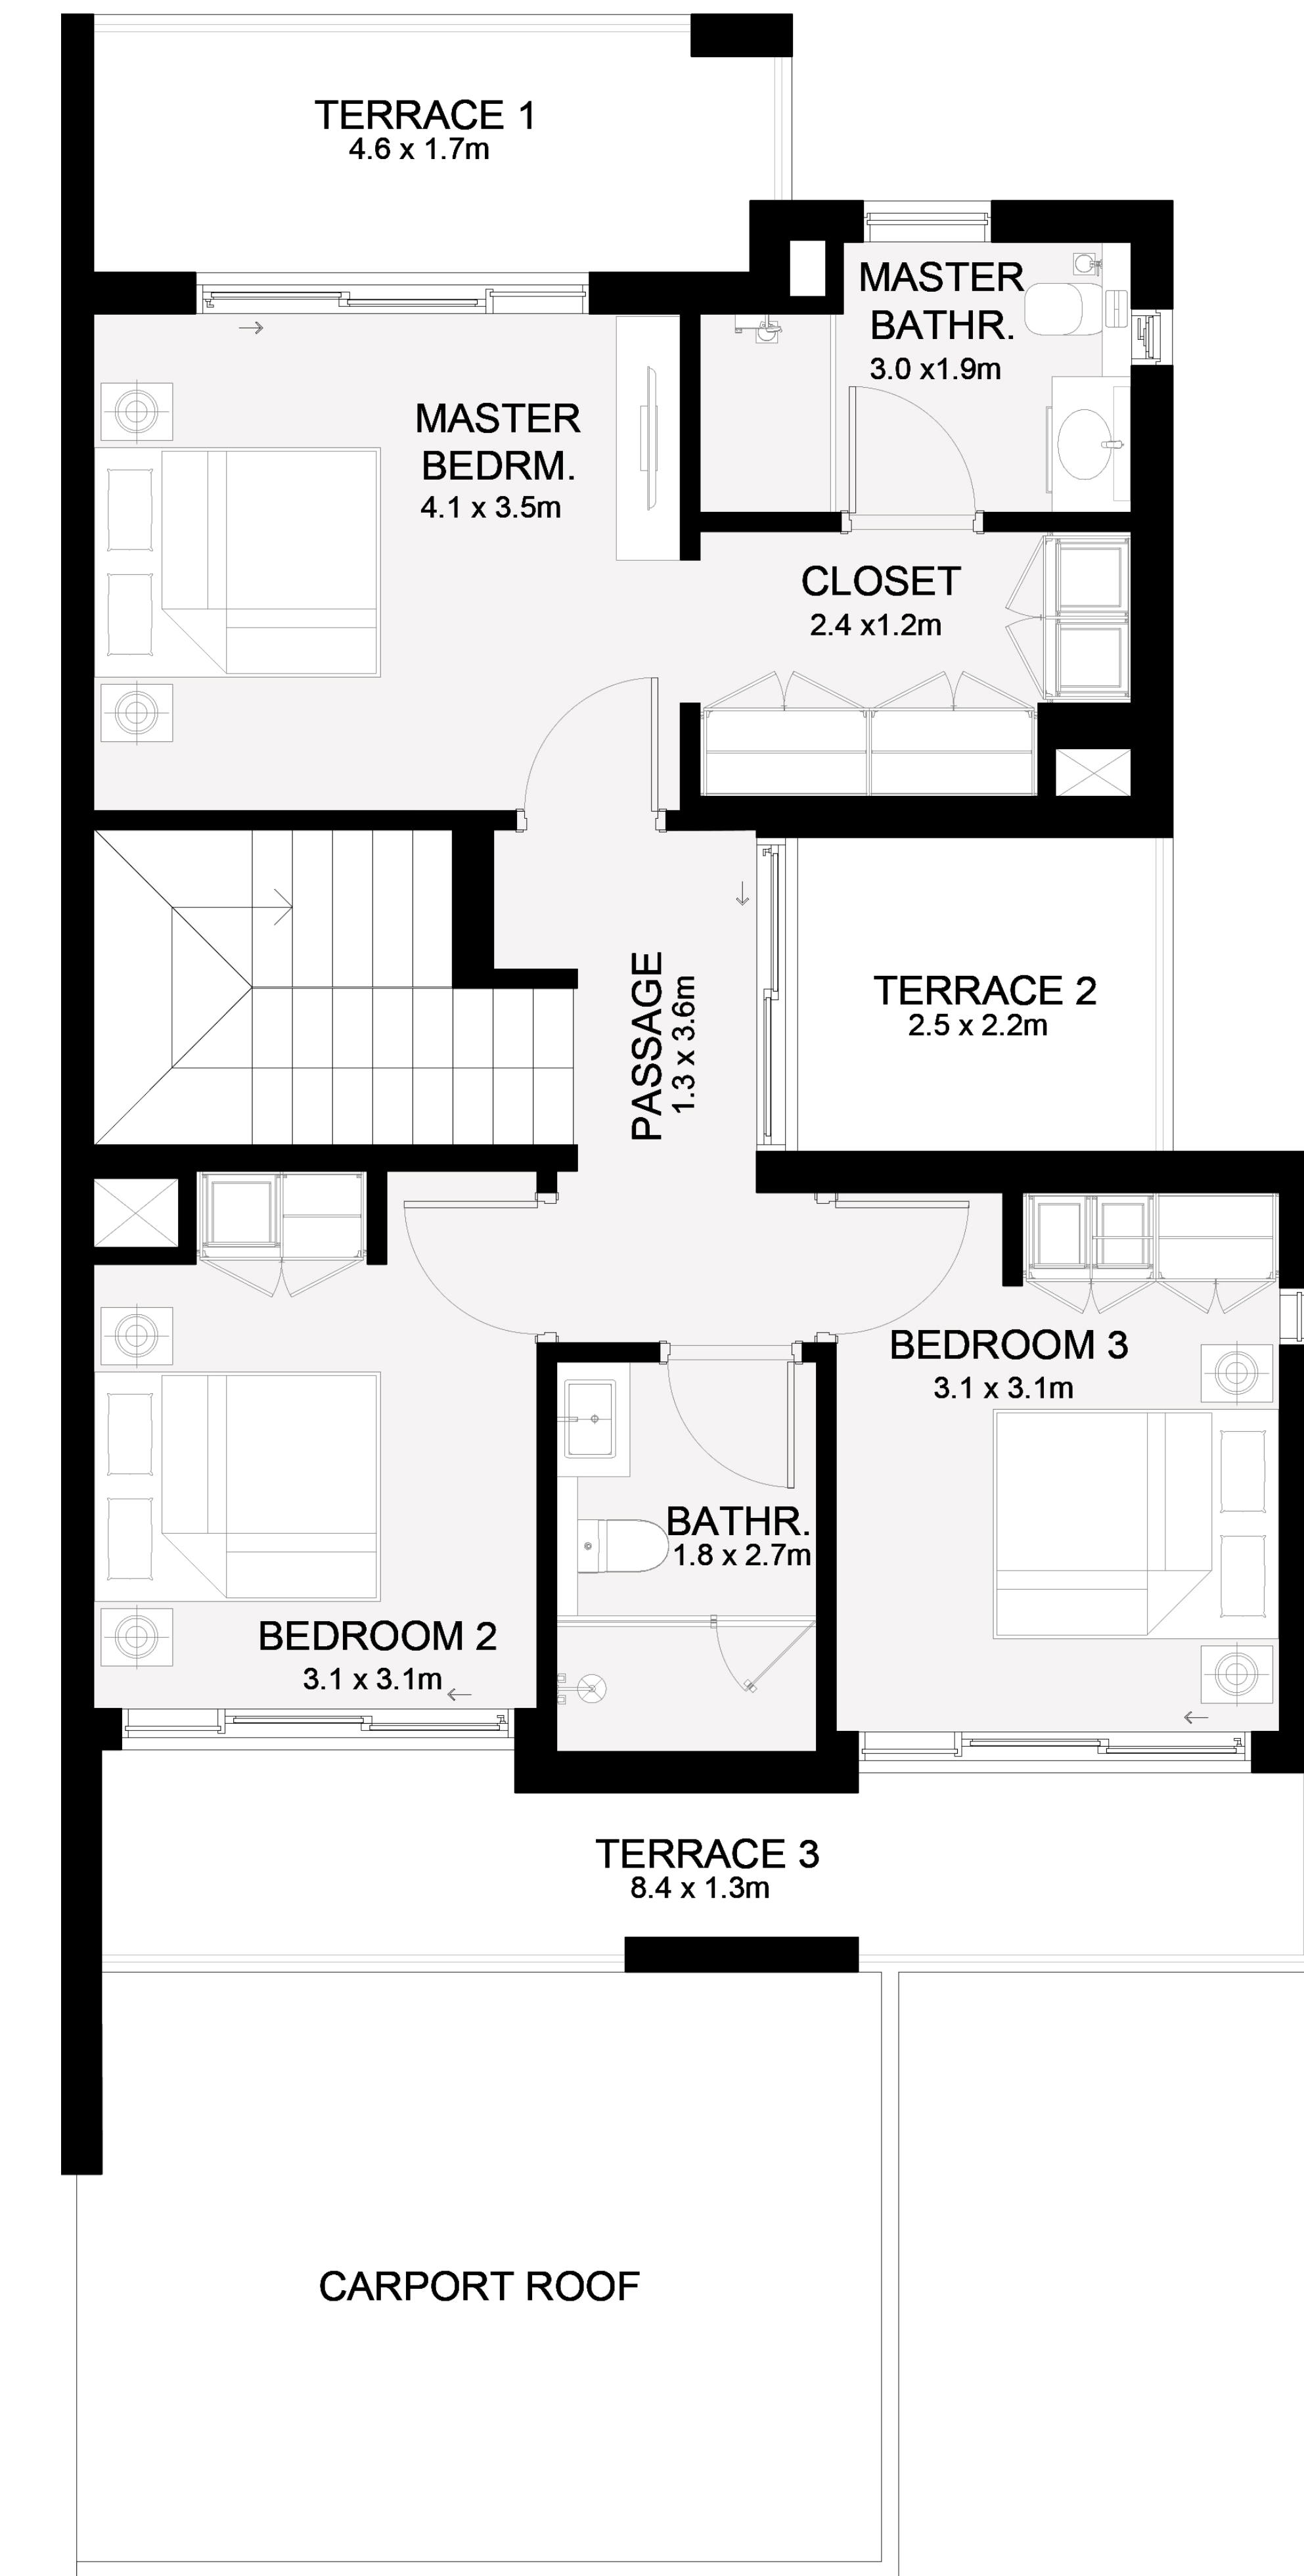 TERRACE 1
4.6 x 1.7m
MASTER
BATHR.
3.0 x1.9m
MASTER
BEDRM.
4.1 x 3.5m
CLOSET
2.4 x1.2m
PASSAGE
1.3 x 3.6m
TERRACE 2
2.5 x 2.2m
BEDROOM 3
3.1 x 3.1m
BATHR.
1.8 x 2.7m
BEDROOM 2
3.1 x 3.1m
TERRACE 3
8.4 x 1.3m
CARPORT ROOF